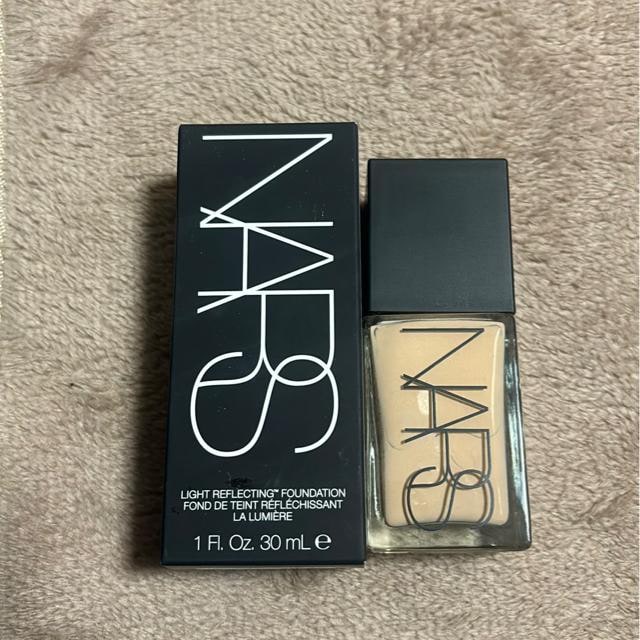 NARS
LIGHT REFLECTING™ FOUNDATION
FOND DE TEINT RÉFLÉCHISSANT
LA LUMIÈRE
1 Fl. Oz. 30 mL ℮
NARS